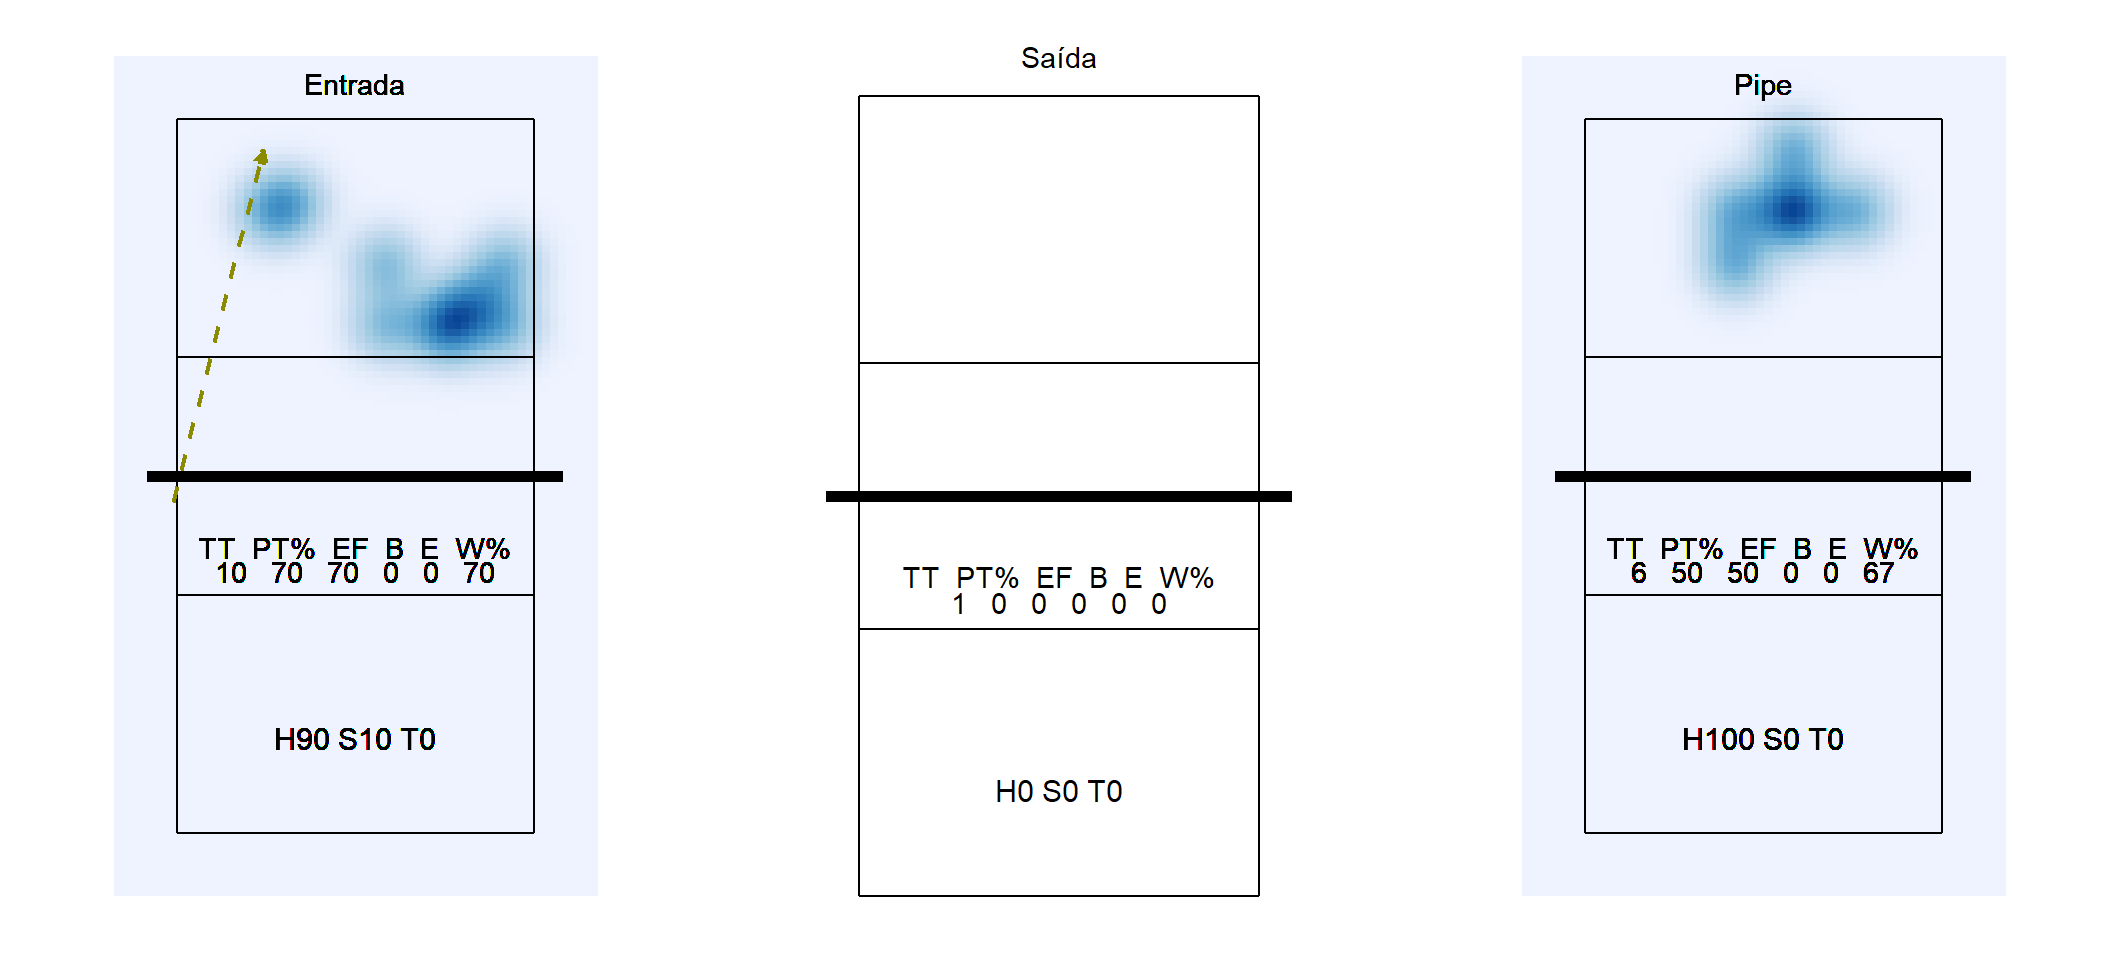 Entrada
TT PT% EF B E W%
10 70 70 0 0 70
H90 S10 T0
Saída
TT PT% EF B E W%
1 0 0 0 0 0
H0 S0 T0
Pipe
TT PT% EF B E W%
6 50 50 0 0 67
H100 S0 T0